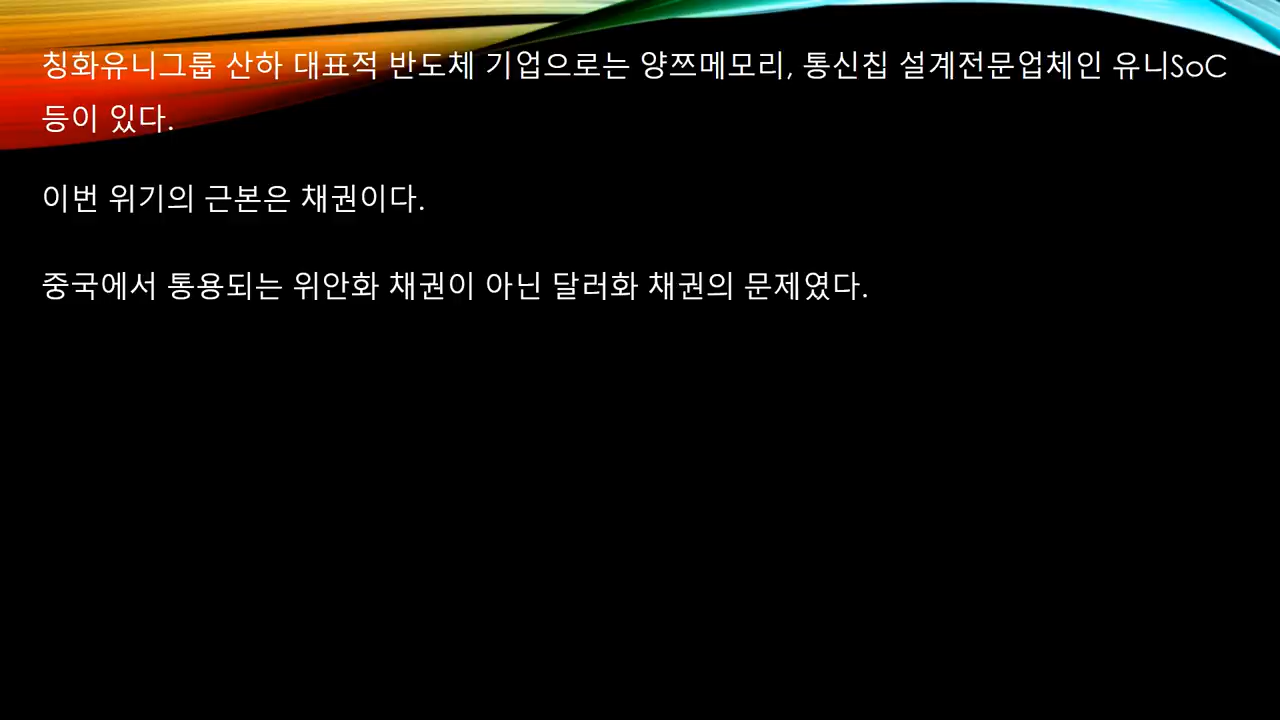 칭화유니그룹 산하 대표적 반도체 기업으로는 양쯔메모리, 통신칩 설계전문업체인 유니SoC
등이 있다.
이번 위기의 근본은 채권이다.
중국에서 통용되는 위안화 채권이 아닌 달러화 채권의 문제였다.